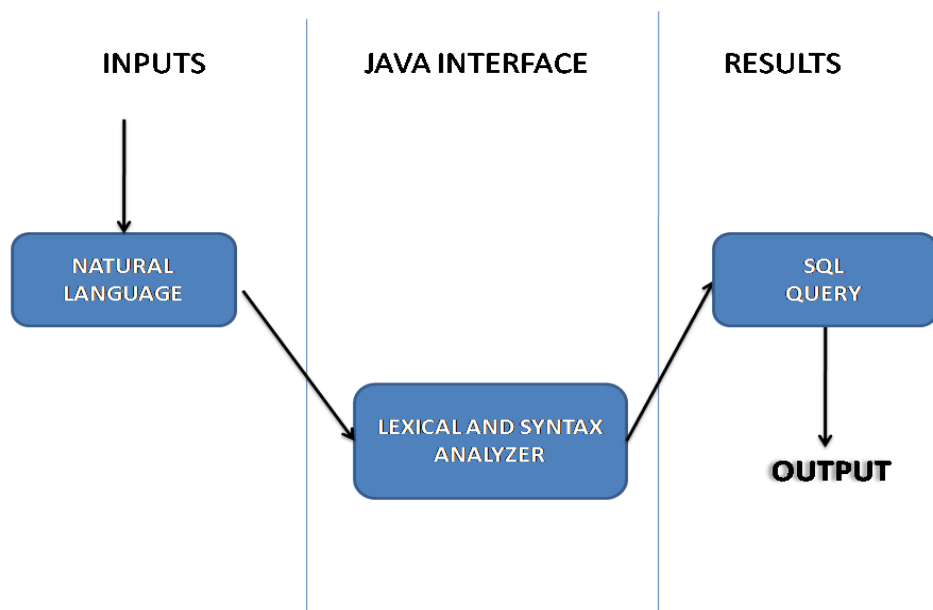 INPUTS
JAVA INTERFACE
RESULTS
NATURAL
LANGUAGE
SQL
QUERY
LEXICAL AND SYNTAX
ANALYZER
OUTPUT